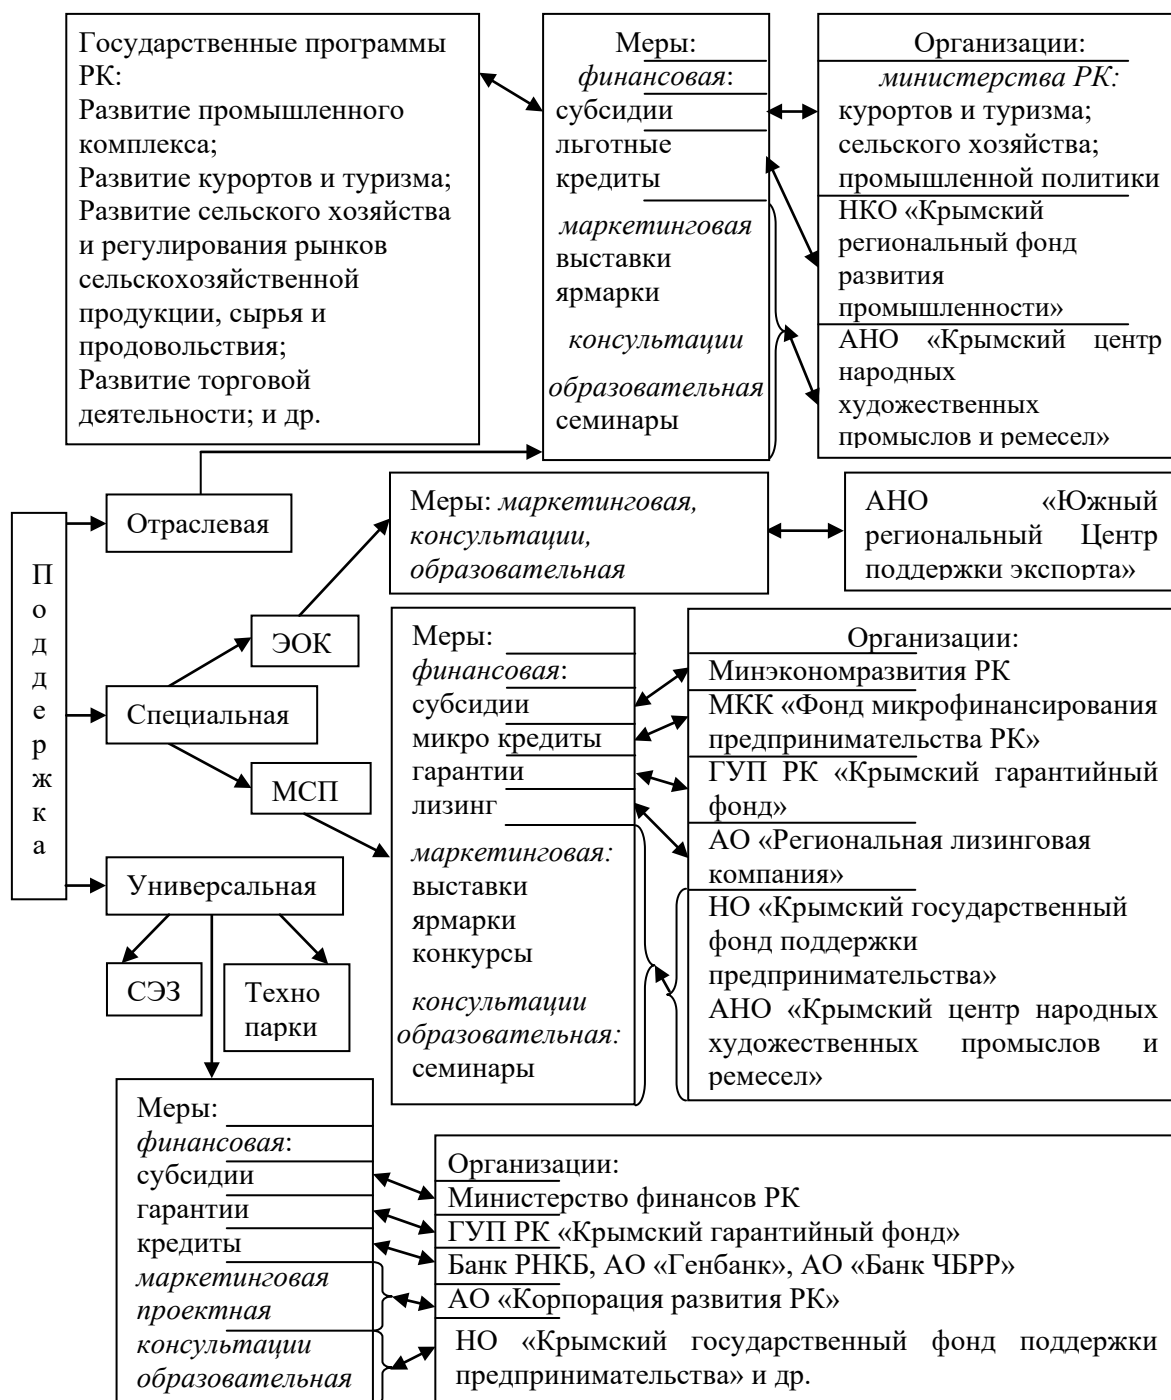 Государственные программы
РК:
Развитие промышленного
комплекса;
Развитие курортов и туризма;
Развитие сельского хозяйства
и регулирования рынков
сельскохозяйственной
продукции, сырья и
продовольствия;
Развитие торговой
деятельности; и др.
Меры:
финансовая:
субсидии
льготные
кредиты
маркетинговая
выставки
ярмарки
консультации
образовательная
семинары
Организации:
министерства РК:
курортов и туризма;
сельского хозяйства;
промышленной политики
НКО «Крымский
региональный фонд
развития
промышленности»
АНО «Крымский центр
народных
художественных
промыслов и ремесел»
Поддержка
Отраслевая
Меры: маркетинговая,
консультации,
образовательная
АНО «Южный
региональный Центр
поддержки экспорта»
ЭОК
Специальная
МСП
Меры:
финансовая:
субсидии
микро кредиты
гарантии
лизинг
маркетинговая:
выставки
ярмарки
конкурсы
консультации
образовательная:
семинары
Организации:
Минэкономразвития РК
МКК «Фонд микрофинансирования
предпринимательства РК»
ГУП РК «Крымский гарантийный
фонд»
АО «Региональная лизинговая
компания»
НО «Крымский государственный
фонд поддержки
предпринимательства»
АНО «Крымский центр народных
художественных промыслов и
ремесел»
Универсальная
СЭЗ
Техно
парки
Меры:
финансовая:
субсидии
гарантии
кредиты
маркетинговая
проектная
консультации
образовательная
Организации:
Министерство финансов РК
ГУП РК «Крымский гарантийный фонд»
Банк РНКБ, АО «Генбанк», АО «Банк ЧБРР»
АО «Корпорация развития РК»
НО «Крымский государственный фонд поддержки
предпринимательства» и др.